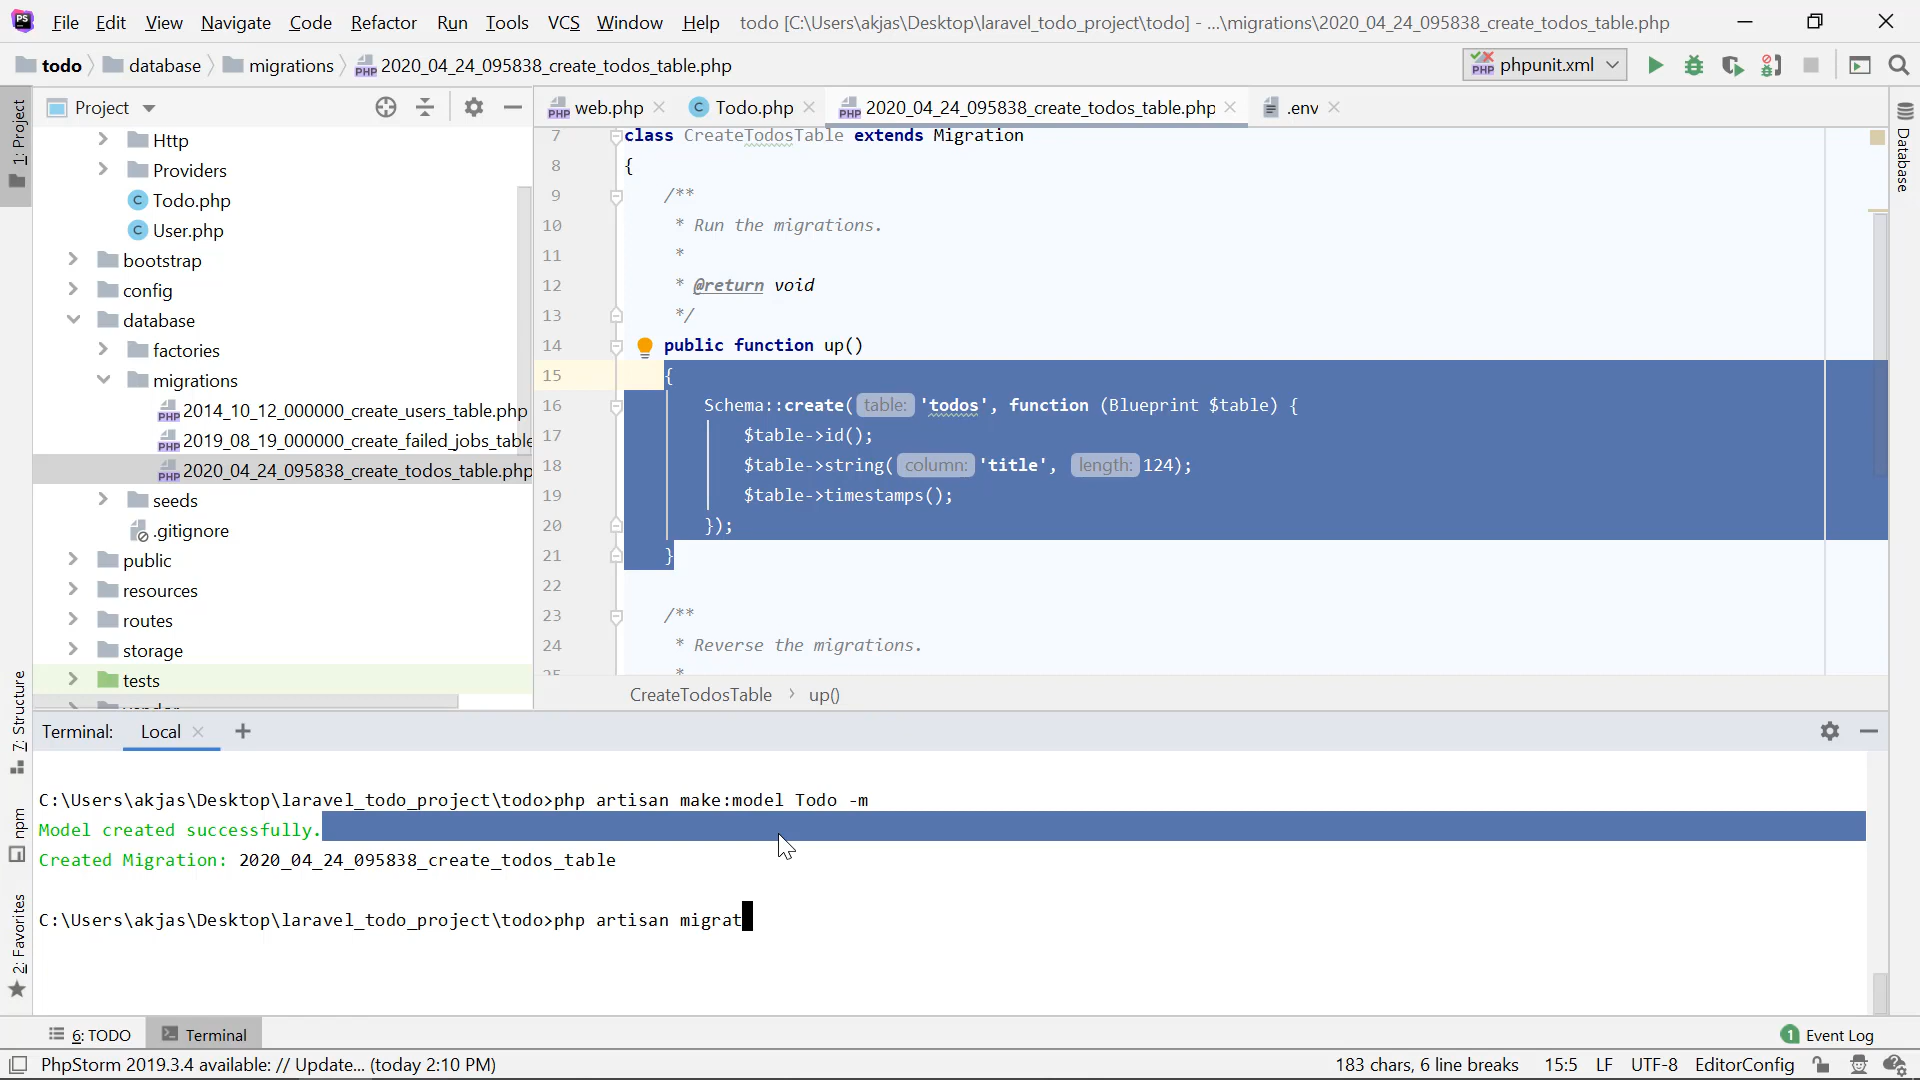 File Edit View Navigate Code Refactor Run Tools VCS Window Help todo [C:\Users\akjas\Desktop\laravel_todo_project\todo] - ...\migrations\2020_04_24_095838_create_todos_table.php
todo database migrations 2020_04_24_095838_create_todos_table.php phpunit.xml
1: Project
7: Structure
npm
2: Favorites
Project
Http
Providers
Todo.php
User.php
bootstrap
config
database
factories
migrations
2014_10_12_000000_create_users_table.php
2019_08_19_000000_create_failed_jobs_table
2020_04_24_095838_create_todos_table.php
seeds
.gitignore
public
resources
routes
storage
tests
web.php Todo.php 2020_04_24_095838_create_todos_table.php .env
7 class CreateTodosTable extends Migration
8 {
9 /**
10 * Run the migrations.
11 *
12 * @return void
13 */
14 public function up()
15 {
16 Schema::create( table: 'todos', function (Blueprint $table) {
17 $table->id();
18 $table->string( column: 'title', length: 124);
19 $table->timestamps();
20 });
21 }
22
23 /**
24 * Reverse the migrations.
25 *
CreateTodosTable up()
Database
Terminal: Local
C:\Users\akjas\Desktop\laravel_todo_project\todo>php artisan make:model Todo -m
Model created successfully.
Created Migration: 2020_04_24_095838_create_todos_table
C:\Users\akjas\Desktop\laravel_todo_project\todo>php artisan migrat
6: TODO Terminal 1 Event Log
PhpStorm 2019.3.4 available: // Update... (today 2:10 PM) 183 chars, 6 line breaks 15:5 LF UTF-8 EditorConfig